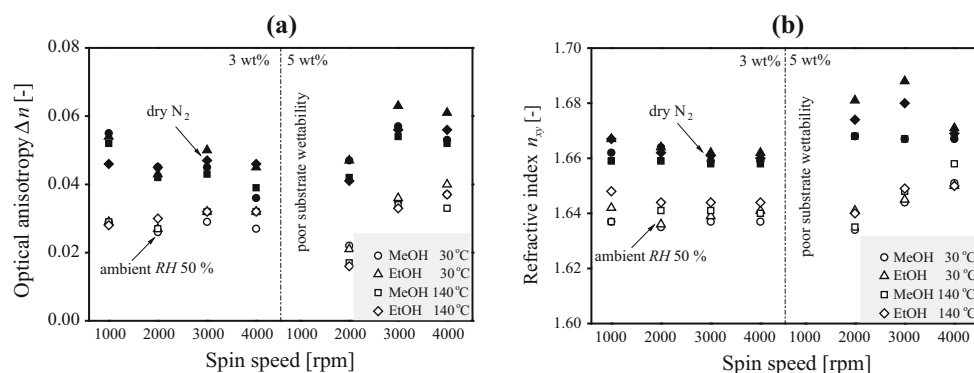 (a)
0.08
0.06
0.04
0.02
0.00
Optical anisotropy Δn [-]
3 wt%
5 wt%
dry N₂
ambient RH 50 %
poor substrate wettability
MeOH 30 °C
EtOH 30 °C
MeOH 140 °C
EtOH 140 °C
1000 2000 3000 4000 1000 2000 3000 4000
Spin speed [rpm]
(b)
1.70
1.68
1.66
1.64
1.62
1.60
Refractive index nxy [-]
3 wt%
5 wt%
dry N₂
ambient RH 50 %
poor substrate wettability
MeOH 30 °C
EtOH 30 °C
MeOH 140 °C
EtOH 140 °C
1000 2000 3000 4000 1000 2000 3000 4000
Spin speed [rpm]